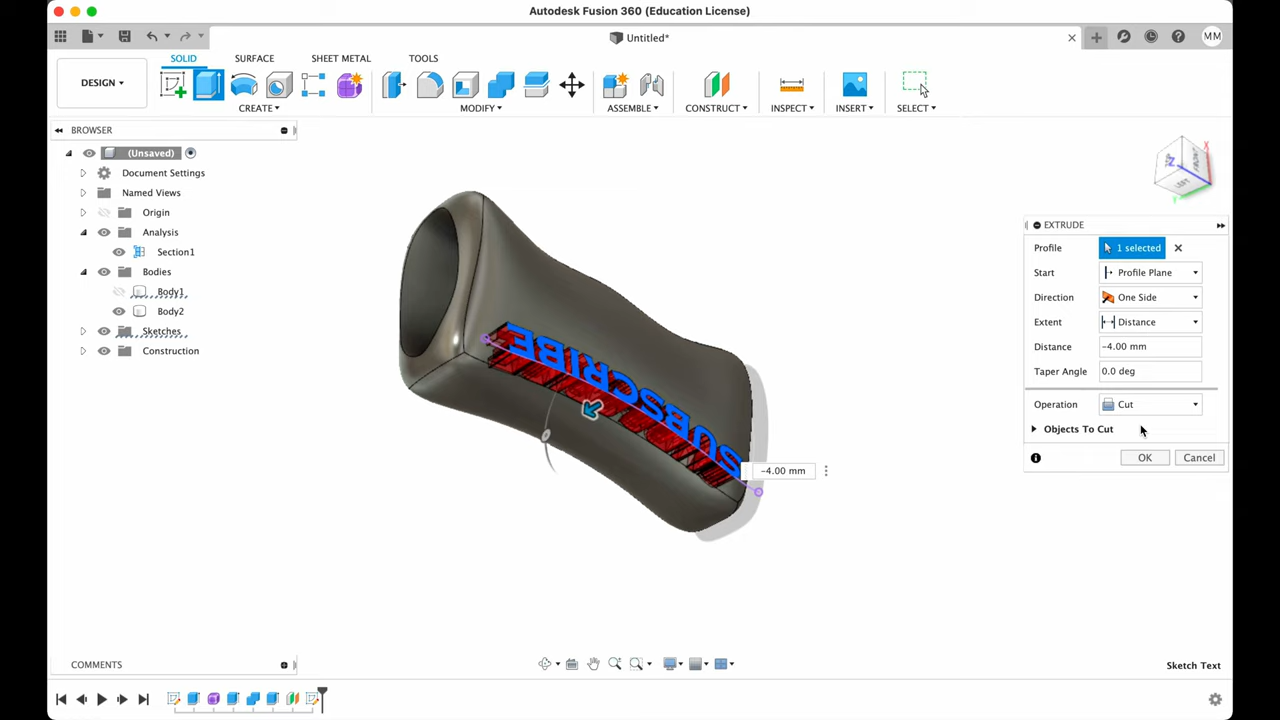 Autodesk Fusion 360 (Education License)
Untitled*
MM
SOLID SURFACE SHEET METAL TOOLS
DESIGN
CREATE MODIFY ASSEMBLE CONSTRUCT INSPECT INSERT SELECT
BROWSER
(Unsaved)
Document Settings
Named Views
Origin
Analysis
Section1
Bodies
Body1
Body2
Sketches
Construction
Z
X
Y
LEFT
SUBSCRIBE
-4.00 mm
EXTRUDE
Profile 1 selected
Start Profile Plane
Direction One Side
Extent Distance
Distance -4.00 mm
Taper Angle 0.0 deg
Operation Cut
Objects To Cut
OK Cancel
COMMENTS
Sketch Text